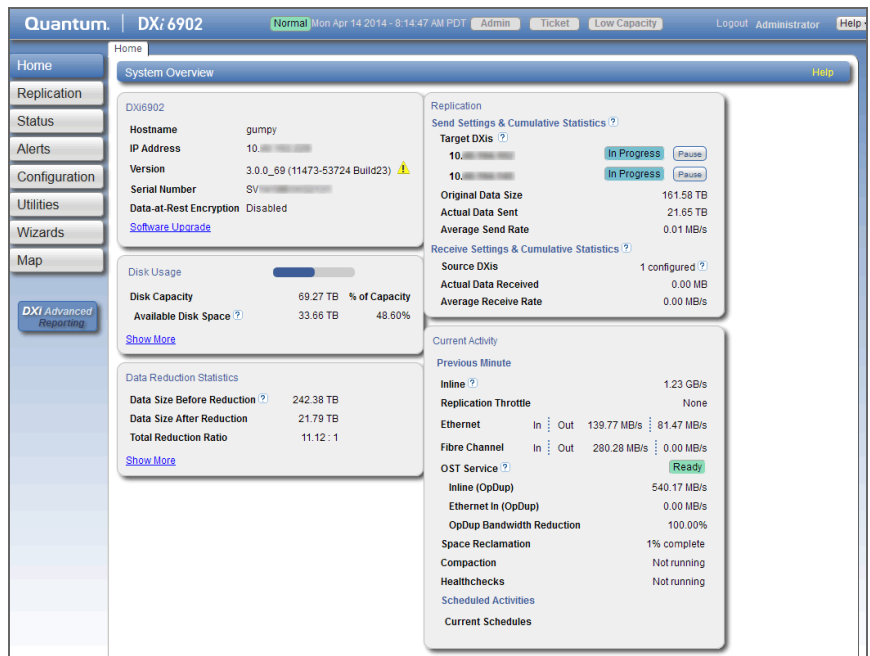 Quantum. DXi 6902 Normal Mon Apr 14 2014 - 8:14:47 AM PDT Admin Ticket Low Capacity Logout Administrator Help
Home
Home
Replication
Status
Alerts
Configuration
Utilities
Wizards
Map
DXi Advanced
Reporting
System Overview Help
DXi6902
Hostname gumpy
IP Address 10.
Version 3.0.0_69 (11473-53724 Build23)
Serial Number SV
Data-at-Rest Encryption Disabled
Software Upgrade
Disk Usage
Disk Capacity 69.27 TB % of Capacity
Available Disk Space ? 33.66 TB 48.60%
Show More
Data Reduction Statistics
Data Size Before Reduction ? 242.38 TB
Data Size After Reduction 21.79 TB
Total Reduction Ratio 11.12 : 1
Show More
Replication
Send Settings & Cumulative Statistics ?
Target DXis ?
10. In Progress Pause
10. In Progress Pause
Original Data Size 161.58 TB
Actual Data Sent 21.65 TB
Average Send Rate 0.01 MB/s
Receive Settings & Cumulative Statistics ?
Source DXis 1 configured ?
Actual Data Received 0.00 MB
Average Receive Rate 0.00 MB/s
Current Activity
Previous Minute
Inline ? 1.23 GB/s
Replication Throttle None
Ethernet In Out 139.77 MB/s 81.47 MB/s
Fibre Channel In Out 280.28 MB/s 0.00 MB/s
OST Service ? Ready
Inline (OpDup) 540.17 MB/s
Ethernet In (OpDup) 0.00 MB/s
OpDup Bandwidth Reduction 100.00%
Space Reclamation 1% complete
Compaction Not running
Healthchecks Not running
Scheduled Activities
Current Schedules